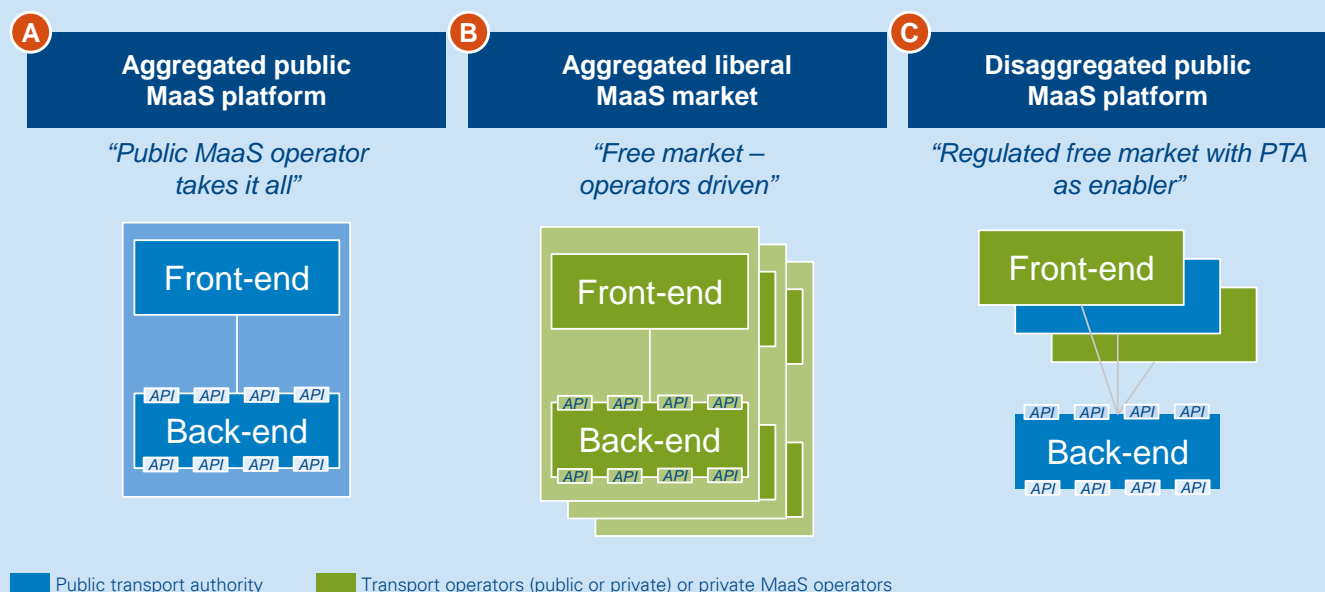 A
Aggregated public
MaaS platform
“Public MaaS operator
takes it all”
Front-end
API API API API
Back-end
API API API API
B
Aggregated liberal
MaaS market
“Free market –
operators driven”
Front-end
API API API API
Back-end
API API API API
C
Disaggregated public
MaaS platform
“Regulated free market with PTA
as enabler”
Front-end
API API API API
Back-end
API API API API
Public transport authority
Transport operators (public or private) or private MaaS operators